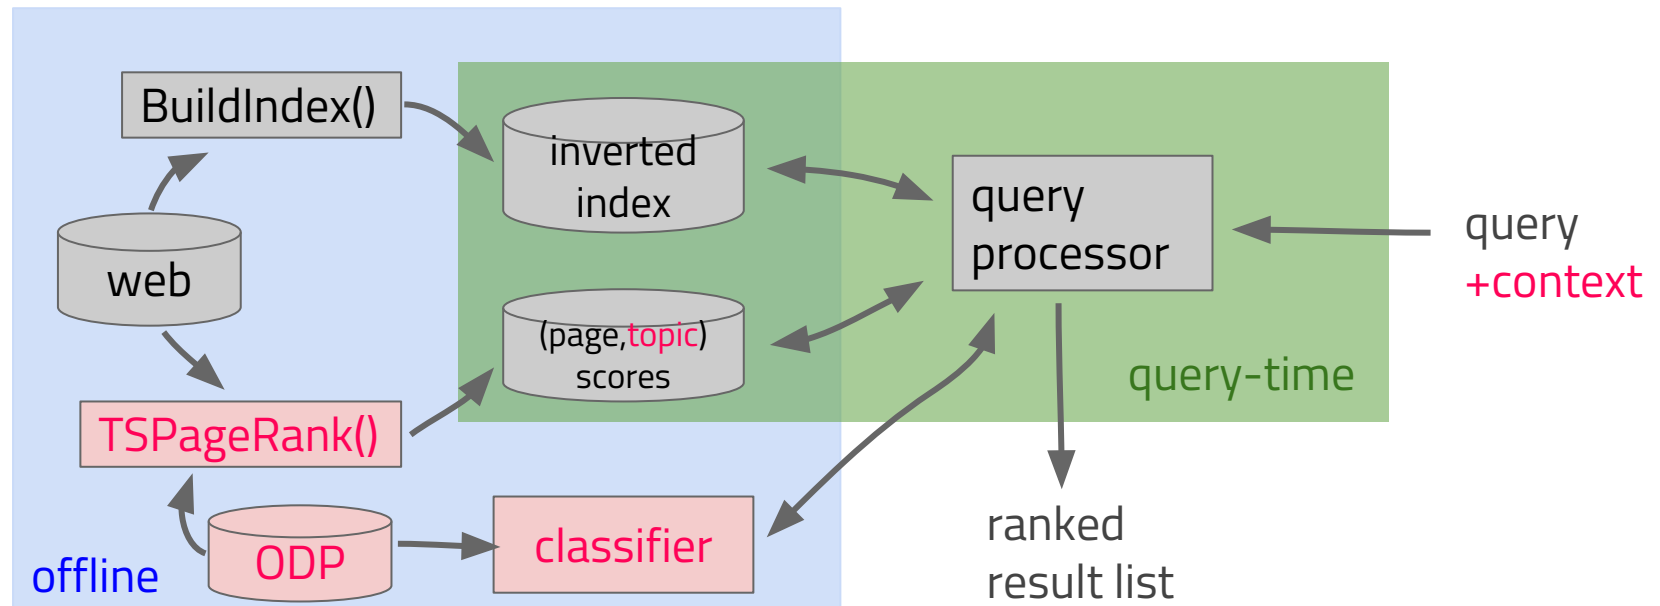 BuildIndex()
inverted
index
web
query
processor
query
+context
(page,topic)
scores
query-time
TSPageRank()
ODP
classifier
offline
ranked
result list